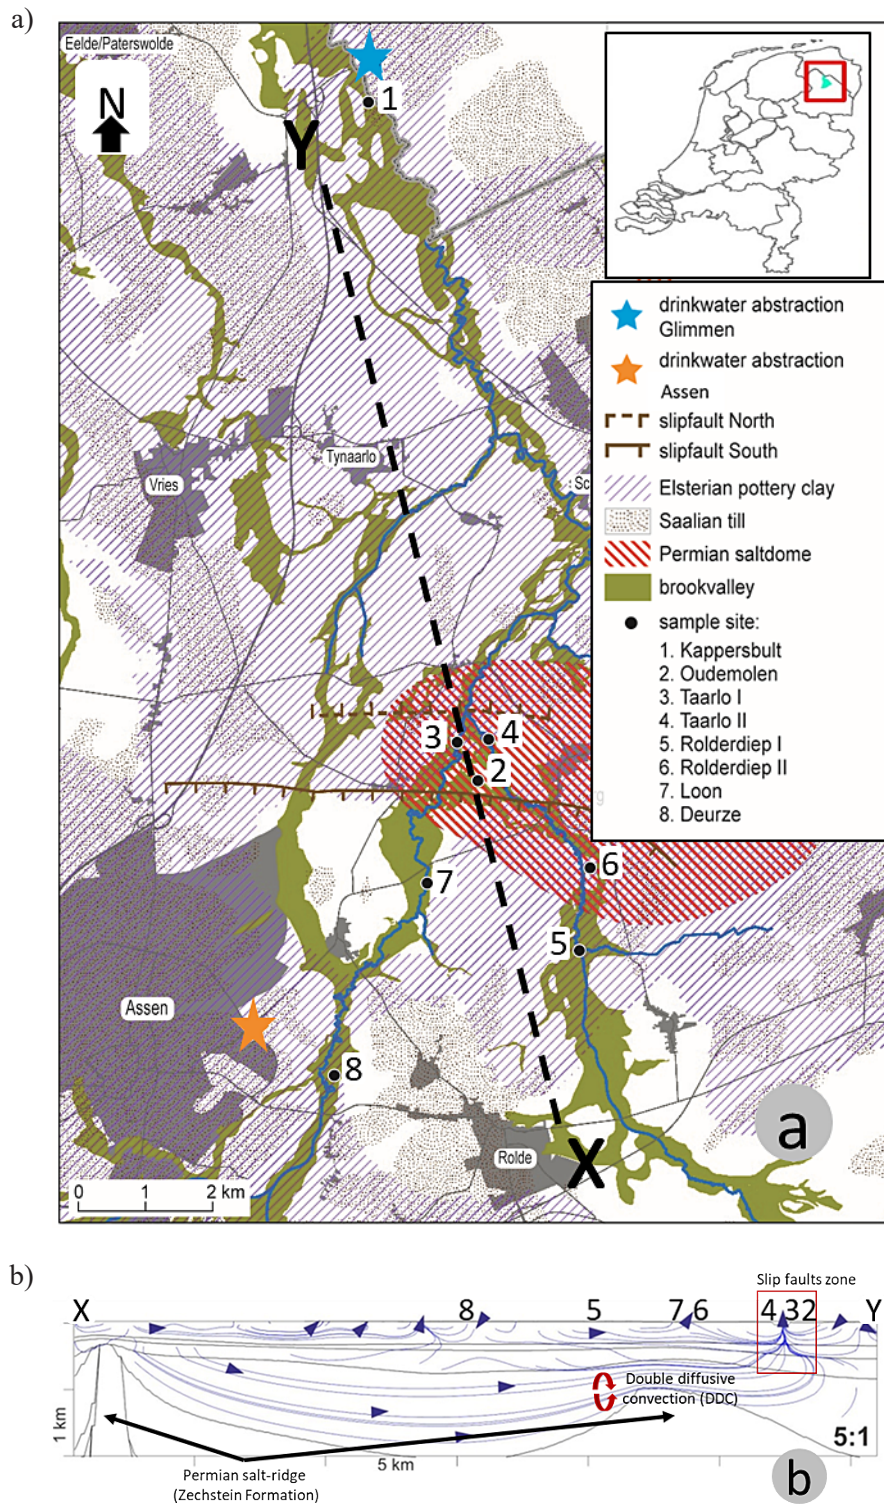 a)
Eelde/Paterswolde
N
1
Y
drinkwater abstraction
Glimmen
drinkwater abstraction
Assen
slipfault North
slipfault South
Elsterian pottery clay
Saalian till
Permian saltdome
brookvalley
sample site:
1. Kappersbult
2. Oudemolen
3. Taarlo I
4. Taarlo II
5. Rolderdiep I
6. Rolderdiep II
7. Loon
8. Deurze
Tynaarlo
Vries
Sc
3
4
2
6
7
5
Assen
8
a
Rolde
X
0 1 2 km
b)
Slip faults zone
X 8 5 7 6 4 3 2 Y
Double diffusive
convection (DDC)
1 km
5:1
5 km
Permian salt-ridge
(Zechstein Formation)
b